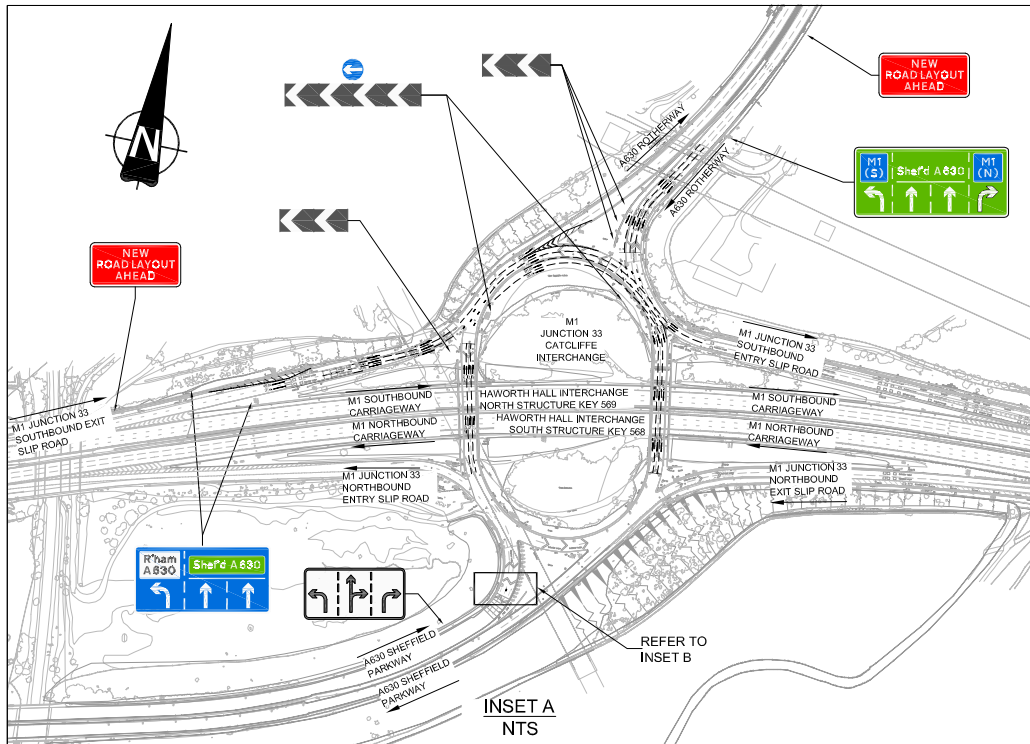 NEW
ROAD LAYOUT
AHEAD
M1
(S)
Shef'd A630
M1
(N)
A630 ROTHERWAY
A630 ROTHERWAY
N
NEW
ROAD LAYOUT
AHEAD
M1
JUNCTION 33
CATCLIFFE
INTERCHANGE
M1 JUNCTION 33
SOUTHBOUND
ENTRY SLIP ROAD
M1 JUNCTION 33
SOUTHBOUND EXIT
SLIP ROAD
M1 SOUTHBOUND
CARRIAGEWAY
M1 NORTHBOUND
CARRIAGEWAY
HAWORTH HALL INTERCHANGE
NORTH STRUCTURE KEY 569
HAWORTH HALL INTERCHANGE
SOUTH STRUCTURE KEY 568
M1 SOUTHBOUND
CARRIAGEWAY
M1 NORTHBOUND
CARRIAGEWAY
M1 JUNCTION 33
NORTHBOUND
ENTRY SLIP ROAD
M1 JUNCTION 33
NORTHBOUND
EXIT SLIP ROAD
R'ham
A630
Shef'd A630
A630 SHEFFIELD
PARKWAY
A630 SHEFFIELD
PARKWAY
REFER TO
INSET B
INSET A
NTS